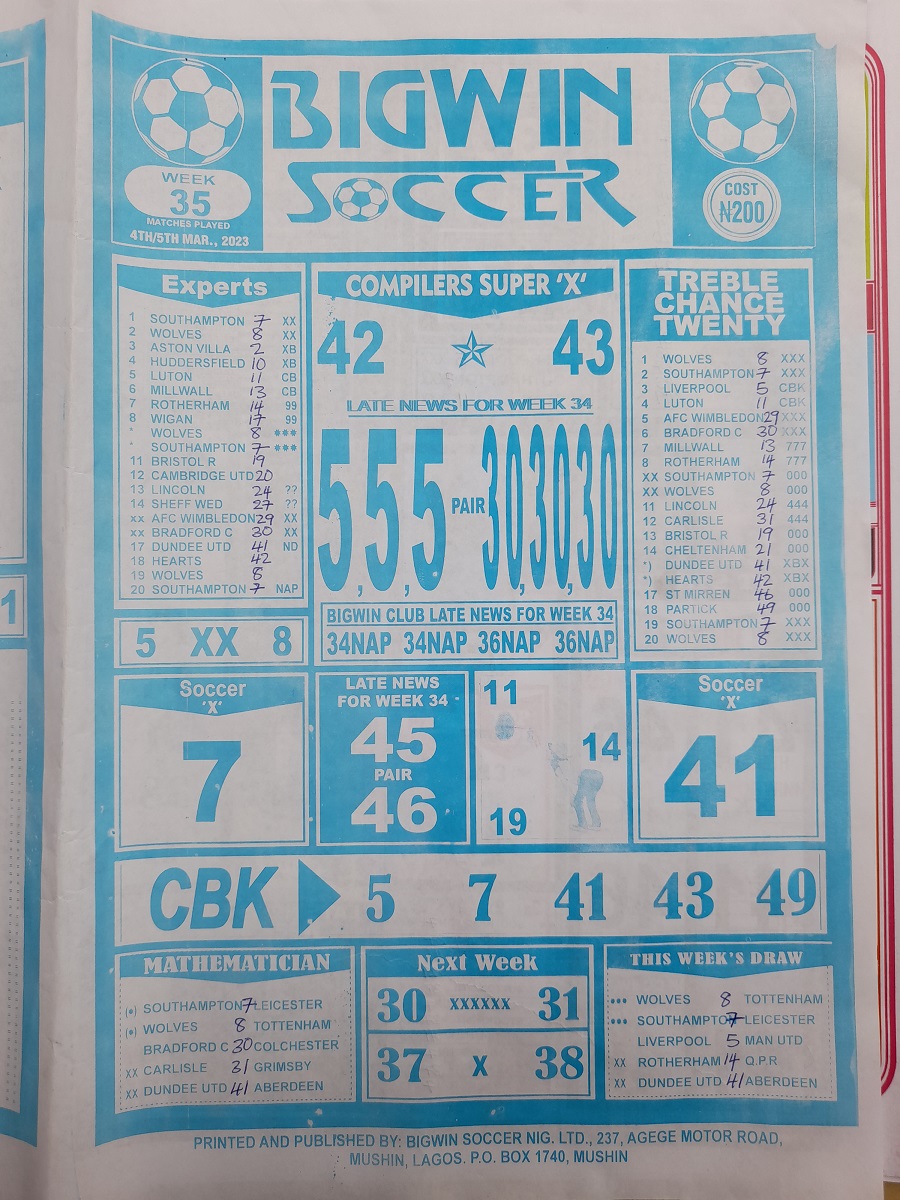 BIGWIN
SOCCER
WEEK
35
MATCHES PLAYED
4TH/5TH MAR., 2023
COST
₦200
Experts
1 SOUTHAMPTON 7 XX
2 WOLVES 8 XX
3 ASTON VILLA 2 XB
4 HUDDERSFIELD 10 XB
5 LUTON 11 CB
6 MILLWALL 13 CB
7 ROTHERHAM 14 99
8 WIGAN 17 99
* WOLVES 8 ***
* SOUTHAMPTON 7 ***
11 BRISTOL R 19
12 CAMBRIDGE UTD 20
13 LINCOLN 24 ??
14 SHEFF WED 27 ??
xx AFC WIMBLEDON 29 XX
xx BRADFORD C 30 XX
17 DUNDEE UTD 41 ND
18 HEARTS 42
19 WOLVES 8
20 SOUTHAMPTON 7 NAP
5 XX 8
COMPILERS SUPER 'X'
42 43
LATE NEWS FOR WEEK 34
5,5,5 PAIR 30,30,30
BIGWIN CLUB LATE NEWS FOR WEEK 34
34NAP 34NAP 36NAP 36NAP
TREBLE
CHANCE
TWENTY
1 WOLVES 8 XXX
2 SOUTHAMPTON 7 XXX
3 LIVERPOOL 5 CBK
4 LUTON 11 CBK
5 AFC WIMBLEDON 29 XXX
6 BRADFORD C 30 XXX
7 MILLWALL 13 777
8 ROTHERHAM 14 777
XX SOUTHAMPTON 7 000
XX WOLVES 8 000
11 LINCOLN 24 444
12 CARLISLE 31 444
13 BRISTOL R 19 000
14 CHELTENHAM 21 000
*) DUNDEE UTD 41 XBX
*) HEARTS 42 XBX
17 ST MIRREN 46 000
18 PARTICK 49 000
19 SOUTHAMPTON 7 XXX
20 WOLVES 8 XXX
Soccer
'X'
7
LATE NEWS
FOR WEEK 34
45
PAIR
46
11
14
19
Soccer
'X'
41
CBK 5 7 41 43 49
MATHEMATICIAN
(•) SOUTHAMPTON 7 LEICESTER
(•) WOLVES 8 TOTTENHAM
BRADFORD C 30 COLCHESTER
XX CARLISLE 31 GRIMSBY
XX DUNDEE UTD 41 ABERDEEN
Next Week
30 XXXXXX 31
37 X 38
THIS WEEK'S DRAW
••• WOLVES 8 TOTTENHAM
••• SOUTHAMPTON 7 LEICESTER
LIVERPOOL 5 MAN UTD
XX ROTHERHAM 14 Q.P.R
XX DUNDEE UTD 41 ABERDEEN
PRINTED AND PUBLISHED BY: BIGWIN SOCCER NIG. LTD., 237, AGEGE MOTOR ROAD,
MUSHIN, LAGOS. P.O. BOX 1740, MUSHIN
1